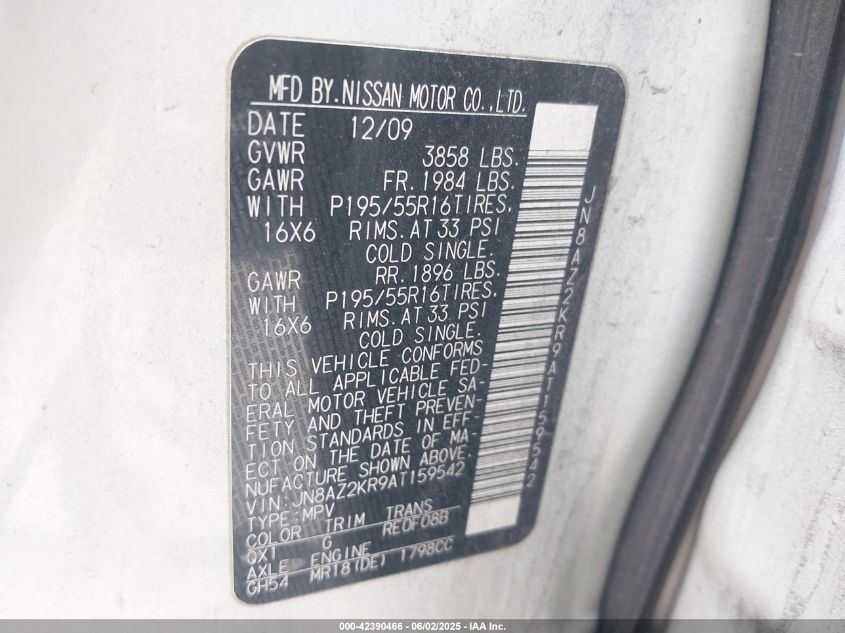 MFD BY.NISSAN MOTOR CO.,LTD.
DATE 12/09
GVWR 3858 LBS.
GAWR FR. 1984 LBS.
WITH P195/55R16TIRES,
16X6 RIMS. AT 33 PSI
COLD SINGLE.
GAWR RR. 1896 LBS.
WITH P195/55R16TIRES,
16X6 RIMS. AT 33 PSI
COLD SINGLE.
THIS VEHICLE CONFORMS
TO ALL APPLICABLE FED-
ERAL MOTOR VEHICLE SA-
FETY AND THEFT PREVEN-
TION STANDARDS IN EFF-
ECT ON THE DATE OF MA-
NUFACTURE SHOWN ABOVE.
VIN:JN8AZ2KR9AT159542
TYPE:MPV
COLOR TRIM TRANS
QX1 G RE0F08B
AXLE ENGINE
GH54 MR18(DE) 1798CC
JN8AZ2KR9AT159542
000-42390466 - 06/02/2025 - IAA Inc.